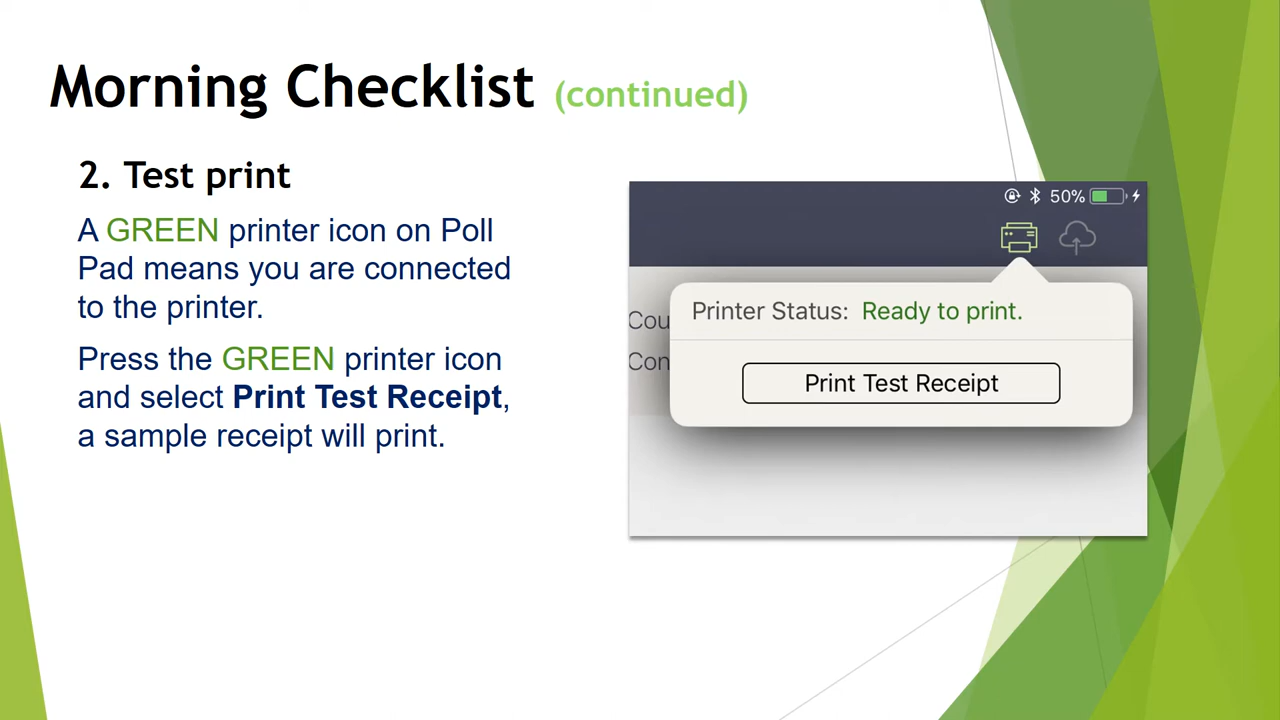 Morning Checklist (continued)
2. Test print
A GREEN printer icon on Poll
Pad means you are connected
to the printer.
Press the GREEN printer icon
and select Print Test Receipt,
a sample receipt will print.
50%
Printer Status: Ready to print.
Cou
Con
Print Test Receipt